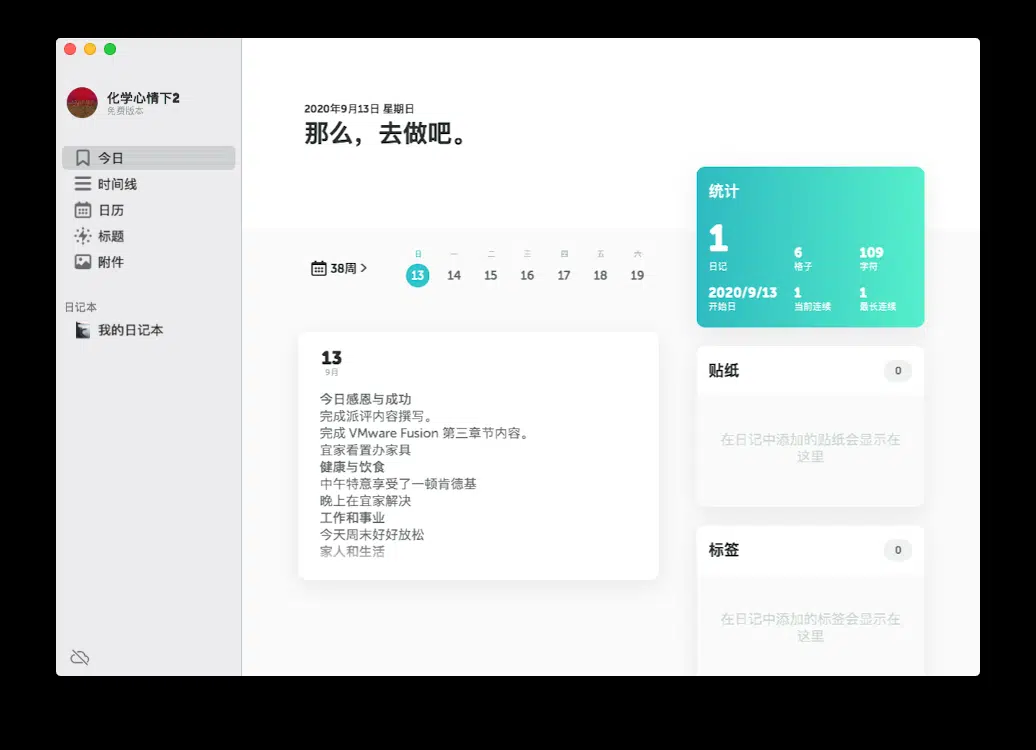 化学心情下2
免费版本
今日
时间线
日历
标题
附件
日记本
我的日记本
2020年9月13日 星期日
那么，去做吧。
38周
日 一 二 三 四 五 六
13 14 15 16 17 18 19
13
9月
今日感恩与成功
完成派评内容撰写。
完成 VMware Fusion 第三章节内容。
宜家看置办家具
健康与饮食
中午特意享受了一顿肯德基
晚上在宜家解决
工作和事业
今天周末好好放松
家人和生活
统计
1
日记
6
格子
109
字符
2020/9/13
开始日
1
当前连续
1
最长连续
贴纸
0
在日记中添加的贴纸会显示在
这里
标签
0
在日记中添加的标签会显示在
这里